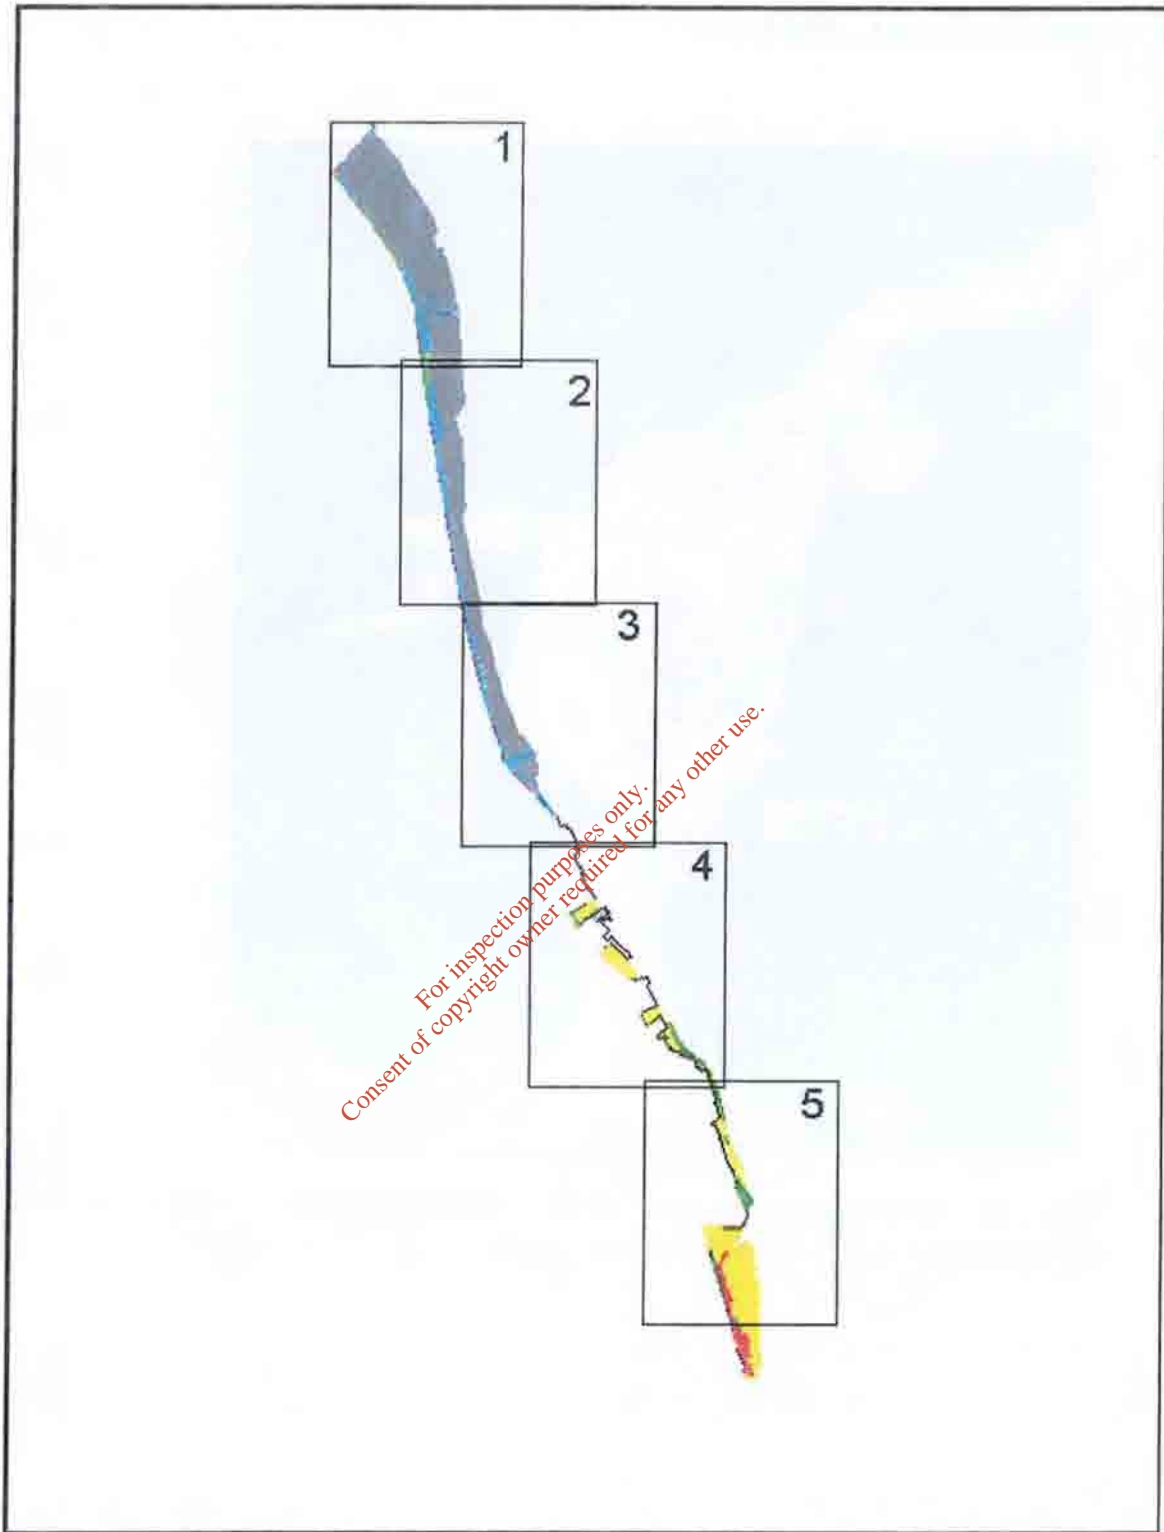 1
2
3
4
5
For inspection purposes only.
Consent of copyright owner required for any other use.